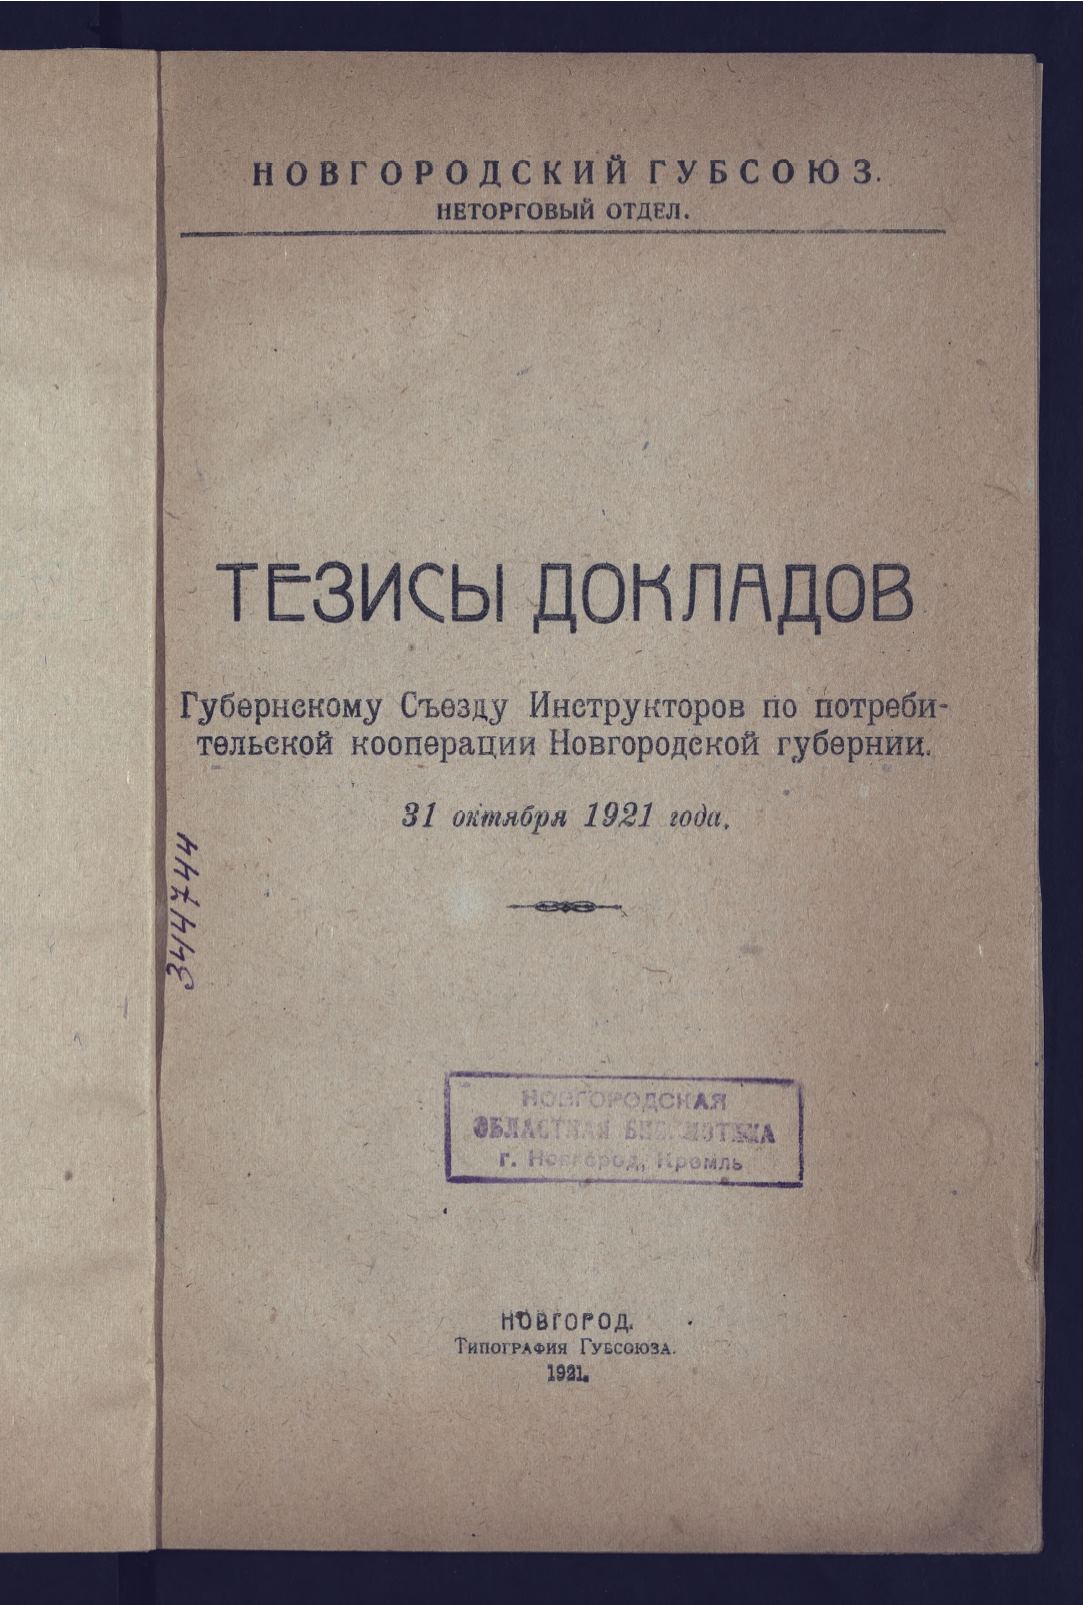 НОВГОРОДСКИЙ ГУБСОЮЗ.
НЕТОРГОВЫЙ ОТДЕЛ.
ТЕЗИСЫ ДОКЛАДОВ
Губернскому Съезду Инструкторов по потреби-
тельской кооперации Новгородской губернии.
31 октября 1921 года.
344744
НОВГОРОДСКАЯ
ОБЛАСТНАЯ БИБЛИОТЕКА
г. Новгород, Кремль
НОВГОРОД.
Типография Губсоюза.
1921.